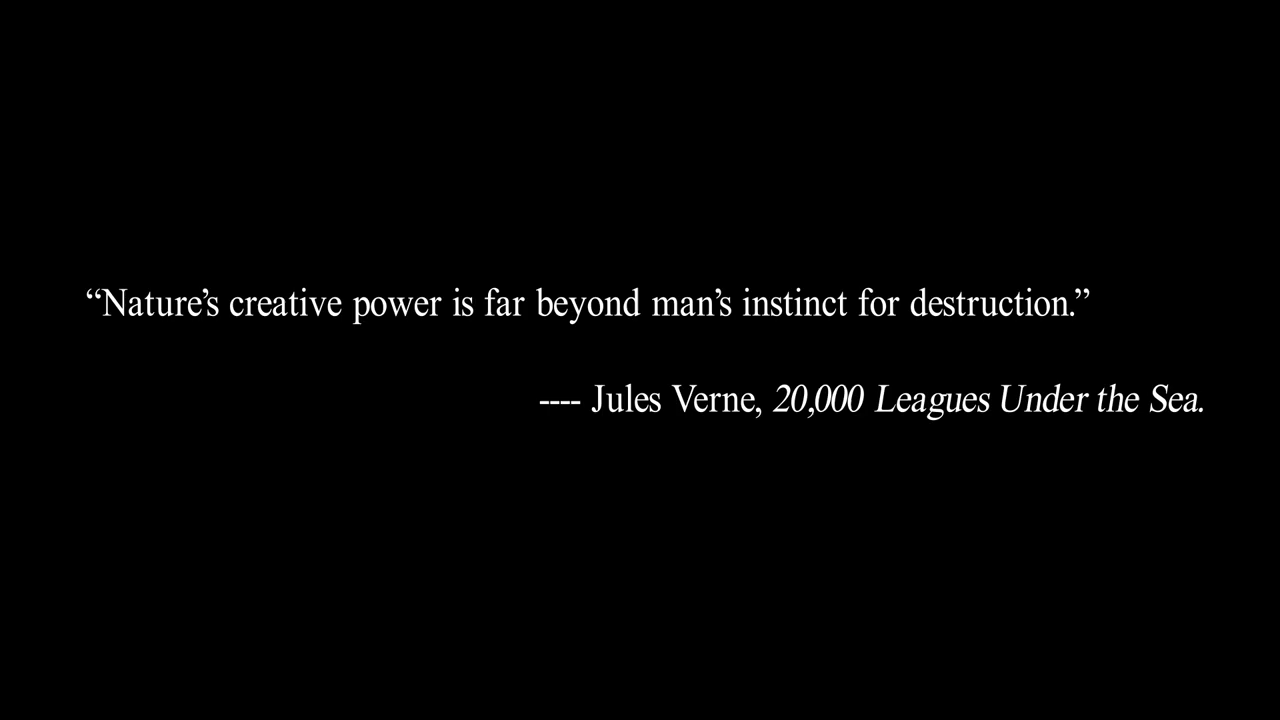 “Nature’s creative power is far beyond man’s instinct for destruction.”
---- Jules Verne, 20,000 Leagues Under the Sea.